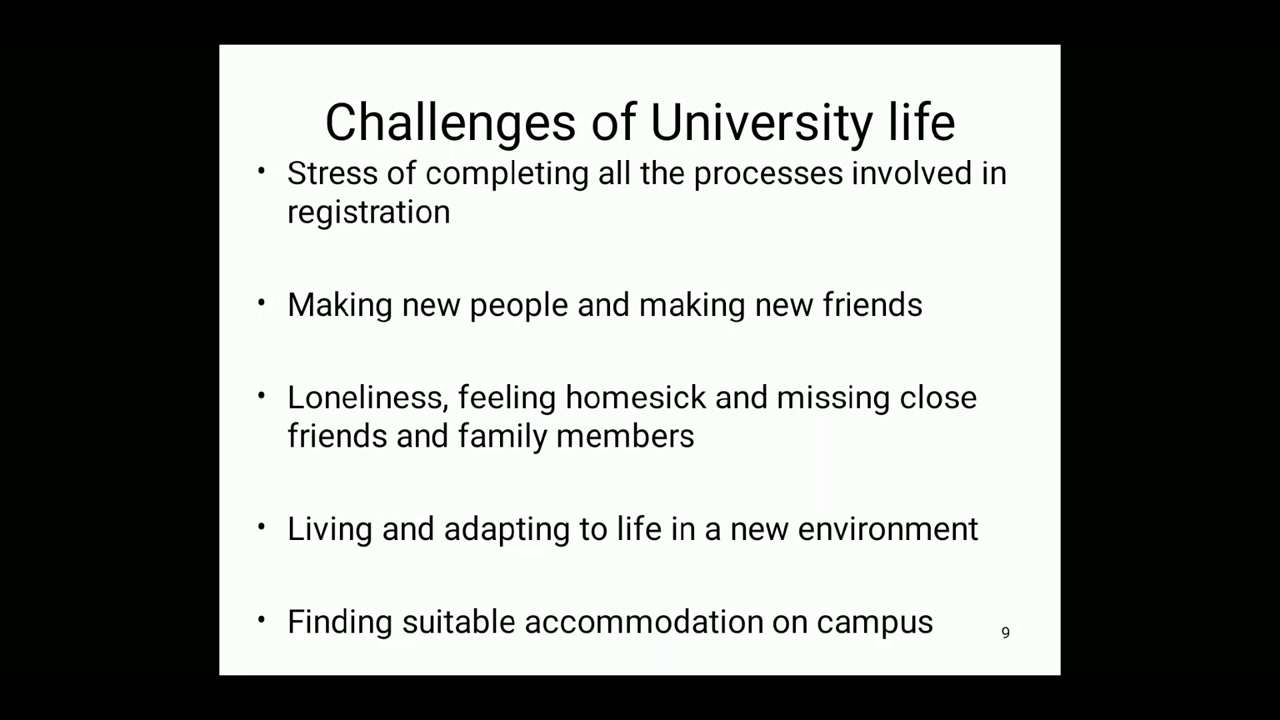 Challenges of University life
• Stress of completing all the processes involved in
registration
• Making new people and making new friends
• Loneliness, feeling homesick and missing close
friends and family members
• Living and adapting to life in a new environment
• Finding suitable accommodation on campus
9